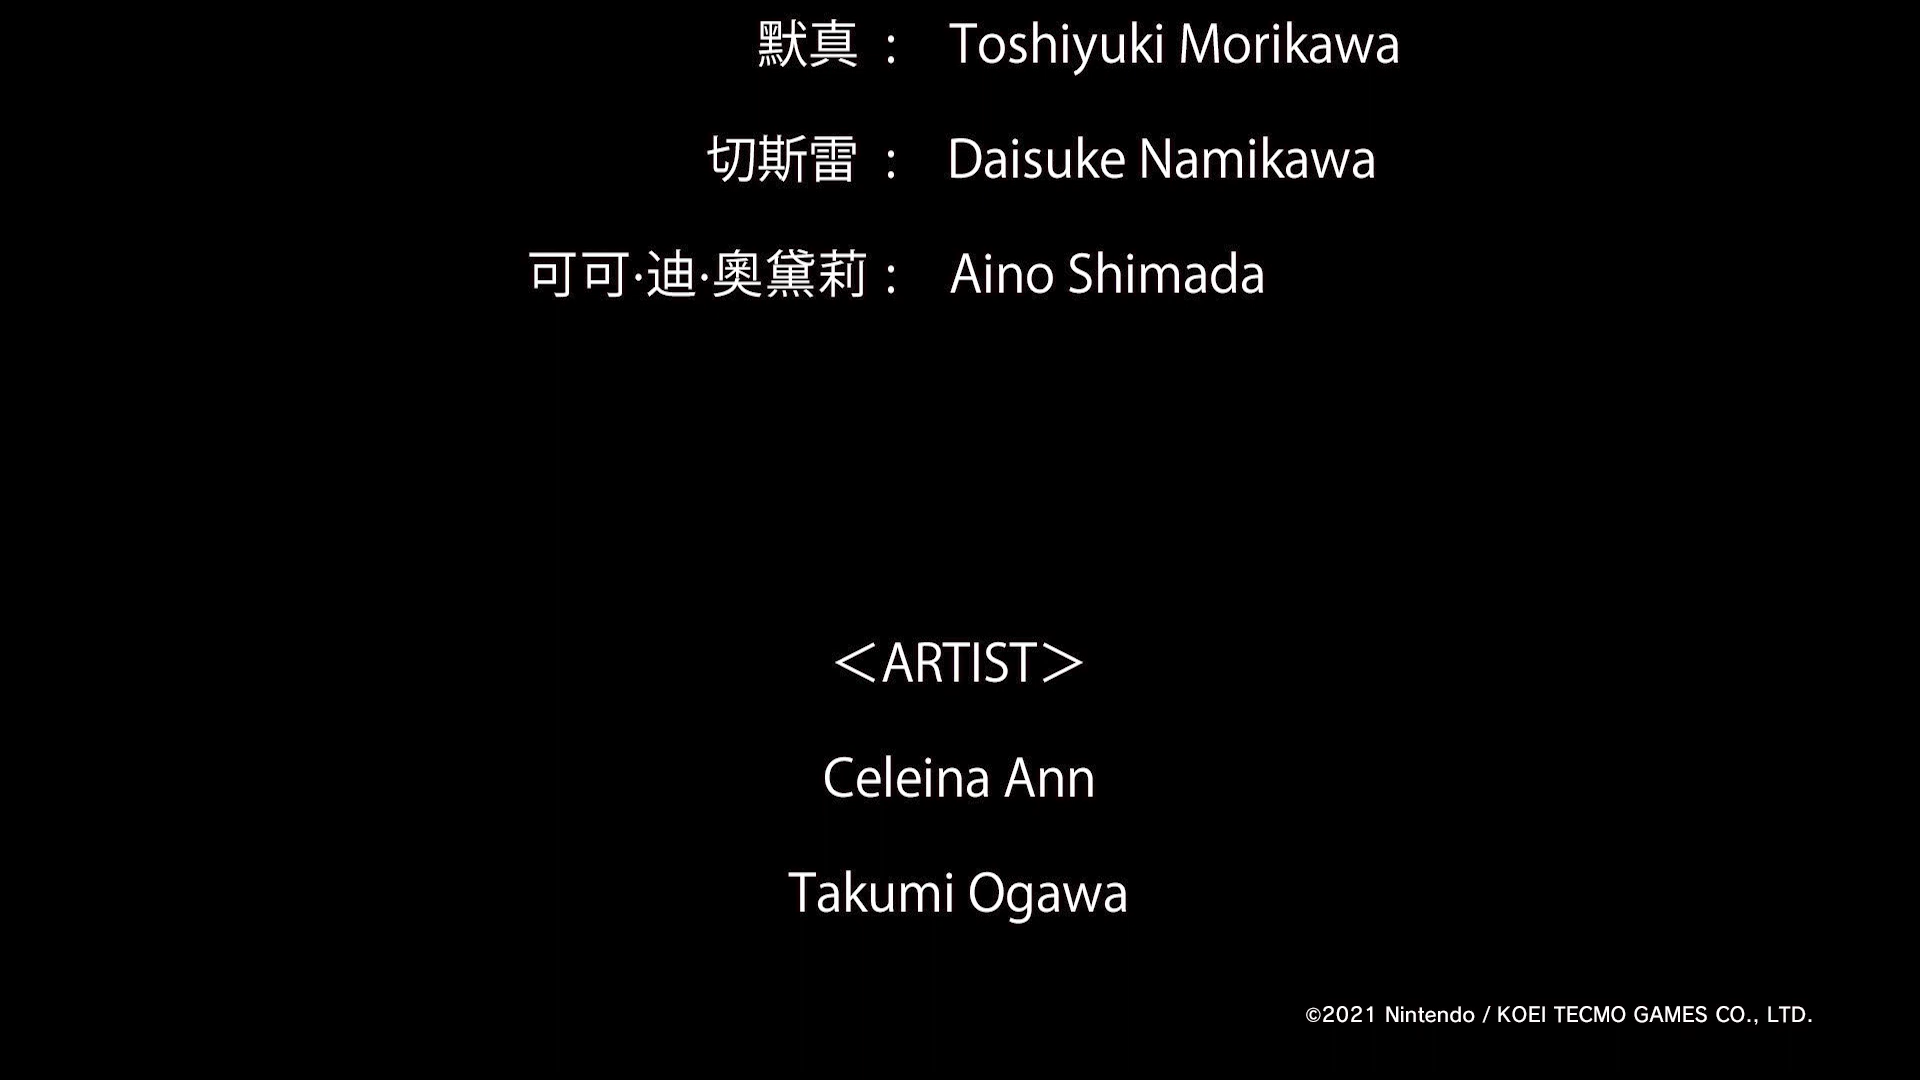 默真 : Toshiyuki Morikawa
切斯雷 : Daisuke Namikawa
可可·迪·奧黛莉 : Aino Shimada
＜ARTIST＞
Celeina Ann
Takumi Ogawa
©2021 Nintendo / KOEI TECMO GAMES CO., LTD.